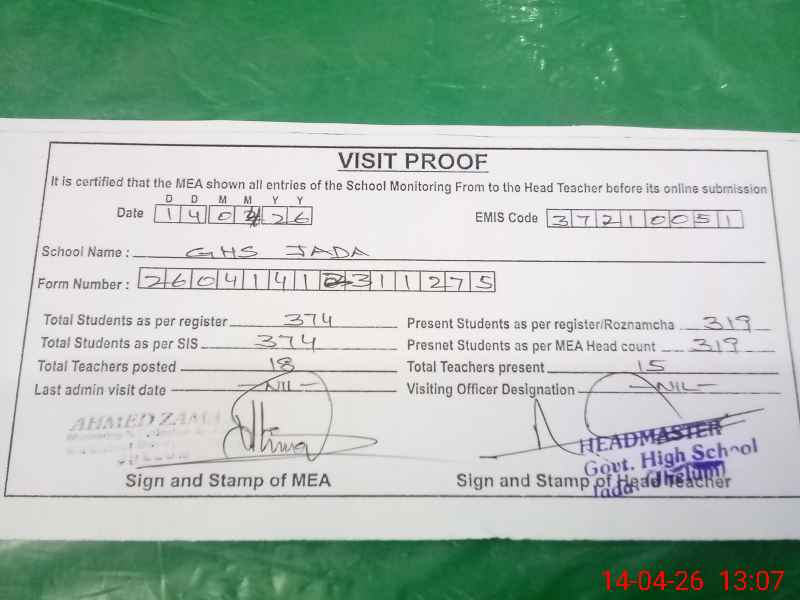 VISIT PROOF
It is certified that the MEA shown all entries of the School Monitoring From to the Head Teacher before its online submission
D D M M Y Y
Date 1 4 0 4 2 6 EMIS Code 3 7 2 1 0 0 5 1
School Name : GHS JADA
Form Number : 2 6 0 4 1 4 1 2 3 1 1 2 7 5
Total Students as per register 374 Present Students as per register/Roznamcha 319
Total Students as per SIS 374 Presnet Students as per MEA Head count 319
Total Teachers posted 18 Total Teachers present 15
Last admin visit date -NIL- Visiting Officer Designation -NIL-
AHMED ZAMA
HEADMASTER
Govt. High School
Jada (Jhelum)
Sign and Stamp of MEA Sign and Stamp of Head Teacher
14-04-26 13:07